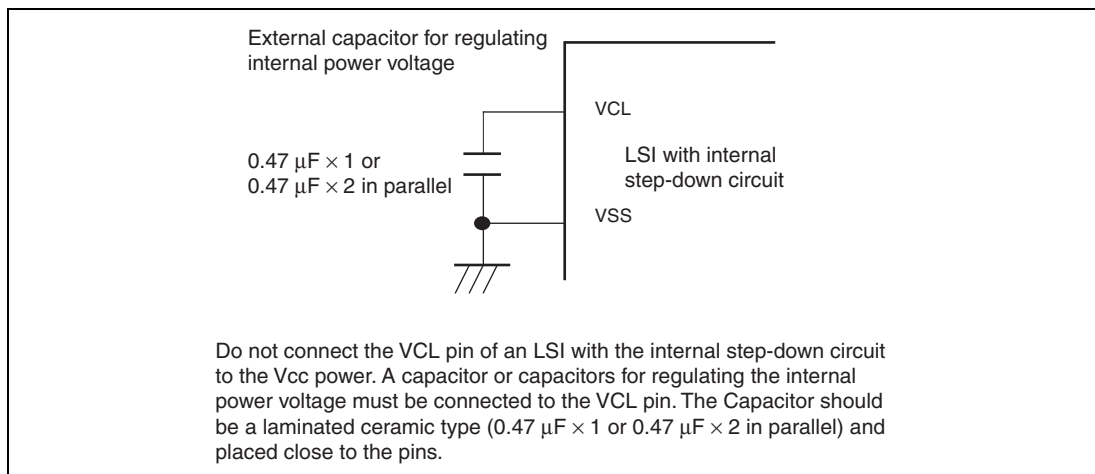 External capacitor for regulating
internal power voltage
VCL
0.47 μF × 1 or
0.47 μF × 2 in parallel
LSI with internal
step-down circuit
VSS
Do not connect the VCL pin of an LSI with the internal step-down circuit
to the Vcc power. A capacitor or capacitors for regulating the internal
power voltage must be connected to the VCL pin. The Capacitor should
be a laminated ceramic type (0.47 μF × 1 or 0.47 μF × 2 in parallel) and
placed close to the pins.